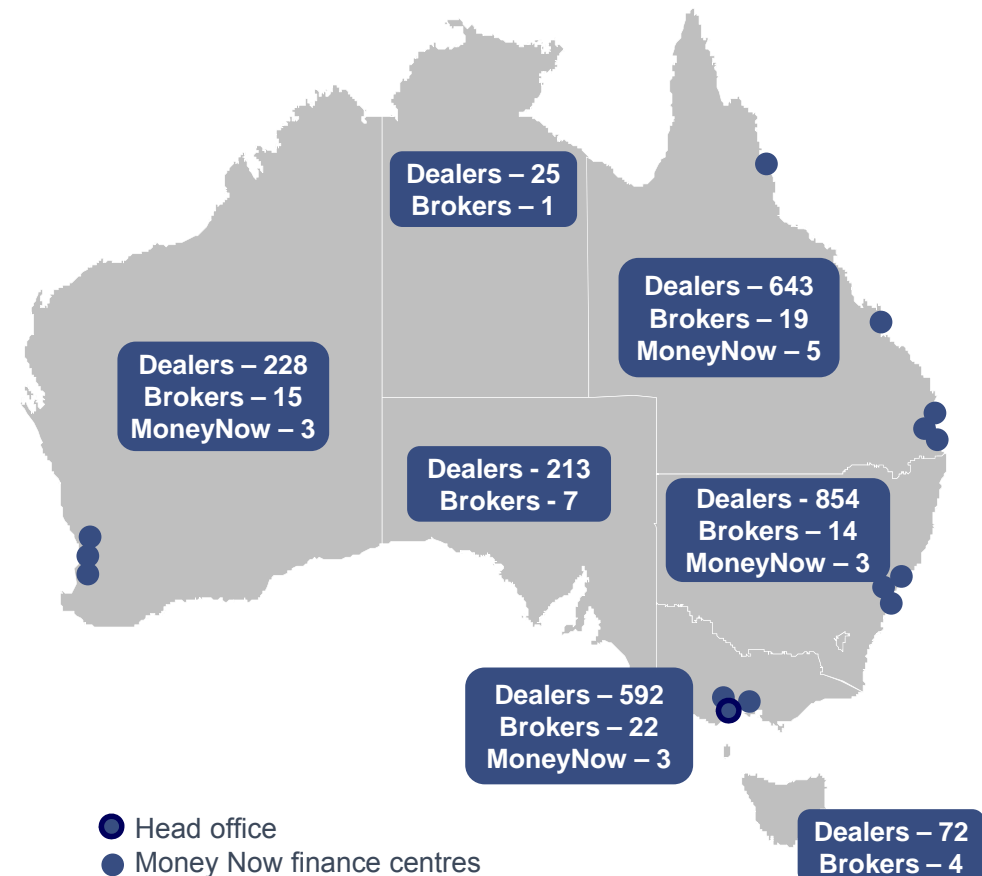 Dealers – 25
Brokers – 1
Dealers – 643
Brokers – 19
MoneyNow – 5
Dealers – 228
Brokers – 15
MoneyNow – 3
Dealers - 213
Brokers - 7
Dealers - 854
Brokers – 14
MoneyNow – 3
Dealers – 592
Brokers – 22
MoneyNow – 3
Dealers – 72
Brokers – 4
Head office
Money Now finance centres